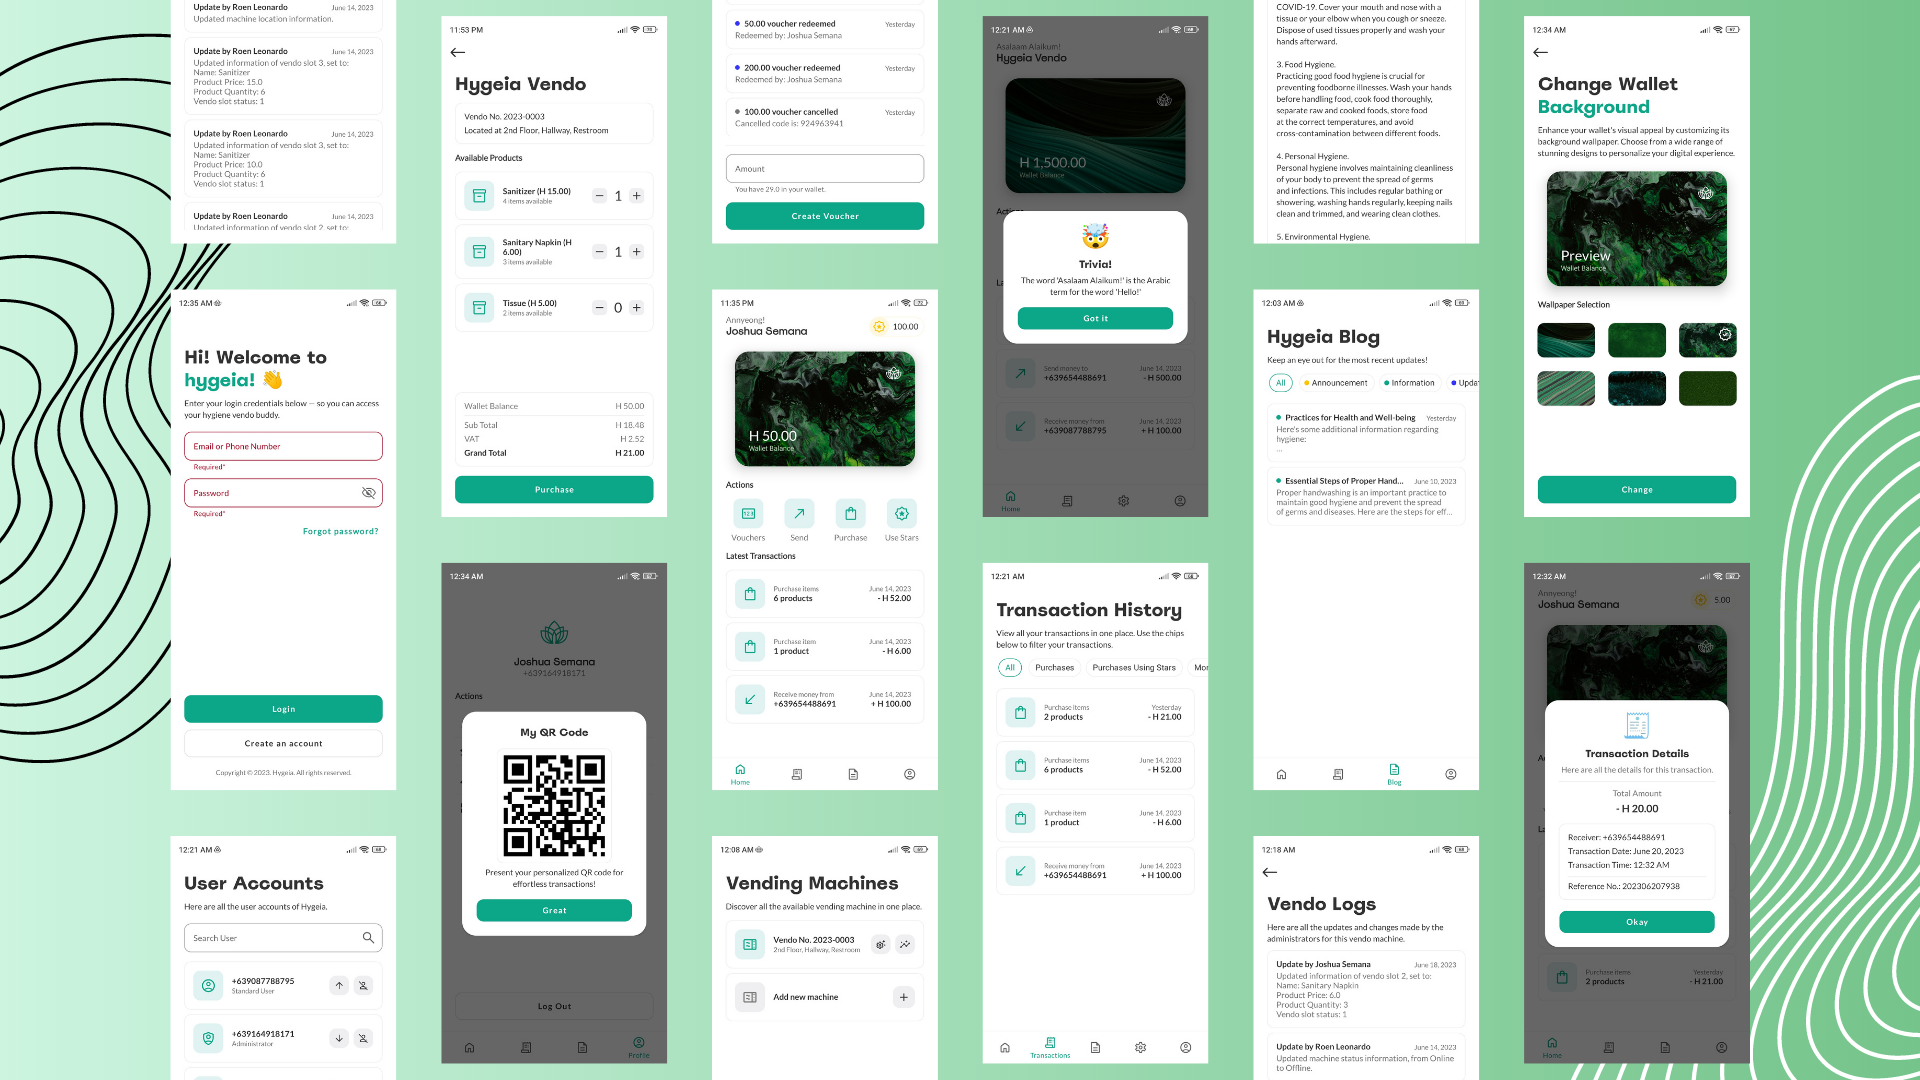 Update by Roen Leonardo June 14, 2023
Updated machine location information.
Update by Roen Leonardo June 14, 2023
Updated information of vendo slot 3, set to:
Name: Sanitizer
Product Price: 15.0
Product Quantity: 6
Vendo slot status: 1
Update by Roen Leonardo June 14, 2023
Updated information of vendo slot 3, set to:
Name: Sanitizer
Product Price: 10.0
Product Quantity: 6
Vendo slot status: 1
Update by Roen Leonardo June 14, 2023
Updated information of vendo slot 2, set to:
12:35 AM
Hi! Welcome to
hygeia! 👋
Enter your login credentials below — so you can access
your hygiene vendo buddy.
Email or Phone Number
Required*
Password
Required*
Forgot password?
Login
Create an account
Copyright © 2023. Hygeia. All rights reserved.
12:21 AM
User Accounts
Here are all the user accounts of Hygeia.
Search User
+639087788795
Standard User
+639164918171
Administrator
11:53 PM
Hygeia Vendo
Vendo No. 2023-0003
Located at 2nd Floor, Hallway, Restroom
Available Products
Sanitizer (H 15.00)
4 items available
1
Sanitary Napkin (H
6.00)
3 items available
1
Tissue (H 5.00)
2 items available
0
Wallet Balance H 50.00
Sub Total H 18.48
VAT H 2.52
Grand Total H 21.00
Purchase
12:34 AM
Joshua Semana
+639164918171
Actions
My QR Code
Present your personalized QR code for
effortless transactions!
Great
Log Out
Profile
50.00 voucher redeemed Yesterday
Redeemed by: Joshua Semana
200.00 voucher redeemed Yesterday
Redeemed by: Joshua Semana
100.00 voucher cancelled Yesterday
Cancelled code is: 924963941
Amount
You have 29.0 in your wallet.
Create Voucher
11:35 PM
Annyeong!
Joshua Semana
100.00
H 50.00
Wallet Balance
Actions
Vouchers Send Purchase Use Stars
Latest Transactions
Purchase items June 14, 2023
6 products - H 52.00
Purchase item June 14, 2023
1 product - H 6.00
Receive money from June 14, 2023
+639654488691 + H 100.00
Home
12:08 AM
Vending Machines
Discover all the available vending machine in one place.
Vendo No. 2023-0003
2nd Floor, Hallway, Restroom
Add new machine
12:21 AM
Asalaam Alaikum!
Hygeia Vendo
H 1,500.00
Wallet Balance
Trivia!
The word 'Asalaam Alaikum!' is the Arabic
term for the word 'Hello!'
Got it
Send money to June 14, 2023
+639654488691 - H 500.00
Receive money from June 14, 2023
+639087788795 + H 100.00
Home
12:21 AM
Transaction History
View all your transactions in one place. Use the chips
below to filter your transactions.
All Purchases Purchases Using Stars Mor
Purchase items Yesterday
2 products - H 21.00
Purchase items June 14, 2023
6 products - H 52.00
Purchase item June 14, 2023
1 product - H 6.00
Receive money from June 14, 2023
+639654488691 + H 100.00
Transactions
COVID-19. Cover your mouth and nose with a
tissue or your elbow when you cough or sneeze.
Dispose of used tissues properly and wash your
hands afterward.
3. Food Hygiene.
Practicing good food hygiene is crucial for
preventing foodborne illnesses. Wash your hands
before handling food, cook food thoroughly,
separate raw and cooked foods, store food
at the correct temperatures, and avoid
cross-contamination between different foods.
4. Personal Hygiene.
Personal hygiene involves maintaining cleanliness
of your body to prevent the spread of germs
and infections. This includes regular bathing or
showering, washing hands regularly, keeping nails
clean and trimmed, and wearing clean clothes.
5. Environmental Hygiene.
12:03 AM
Hygeia Blog
Keep an eye out for the most recent updates!
All Announcement Information Updat
Practices for Health and Well-being Yesterday
Here's some additional information regarding
hygiene:
...
Essential Steps of Proper Hand... June 10, 2023
Proper handwashing is an important practice to
maintain good hygiene and prevent the spread
of germs and diseases. Here are the steps for eff...
Blog
12:18 AM
Vendo Logs
Here are all the updates and changes made by the
administrators for this vendo machine.
Update by Joshua Semana June 18, 2023
Updated information of vendo slot 2, set to:
Name: Sanitary Napkin
Product Price: 6.0
Product Quantity: 3
Vendo slot status: 1
Update by Roen Leonardo June 14, 2023
Updated machine status information, from Online
to Offline.
12:34 AM
Change Wallet
Background
Enhance your wallet's visual appeal by customizing its
background wallpaper. Choose from a wide range of
stunning designs to personalize your digital experience.
Preview
Wallet Balance
Wallpaper Selection
Change
12:32 AM
Annyeong!
Joshua Semana
5.00
Transaction Details
Here are all the details for this transaction.
Total Amount
- H 20.00
Receiver: +639654488691
Transaction Date: June 20, 2023
Transaction Time: 12:32 AM
Reference No.: 202306207938
Okay
Purchase items Yesterday
2 products - H 21.00
Home